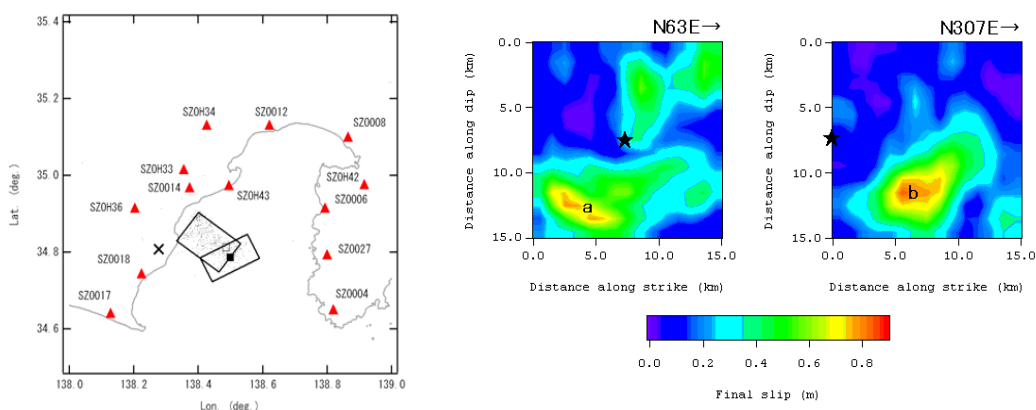 35.4
35.2
35.0
34.8
34.6
Lat. (deg.)
138.0 138.2 138.4 138.6 138.8 139.0
Lon. (deg.)
SZ0H34
SZ0012
SZ0008
SZ0H33
SZ0014
SZ0H43
SZ0H42
SZ0006
SZ0H36
SZ0027
SZ0018
SZ0017
SZ0004
N63E→
0.0
5.0
10.0
15.0
Distance along dip (km)
a
0.0 5.0 10.0 15.0
Distance along strike (km)
N307E→
0.0
5.0
10.0
15.0
Distance along dip (km)
b
0.0 5.0 10.0 15.0
Distance along strike (km)
0.0 0.2 0.4 0.6 0.8
Final slip (m)